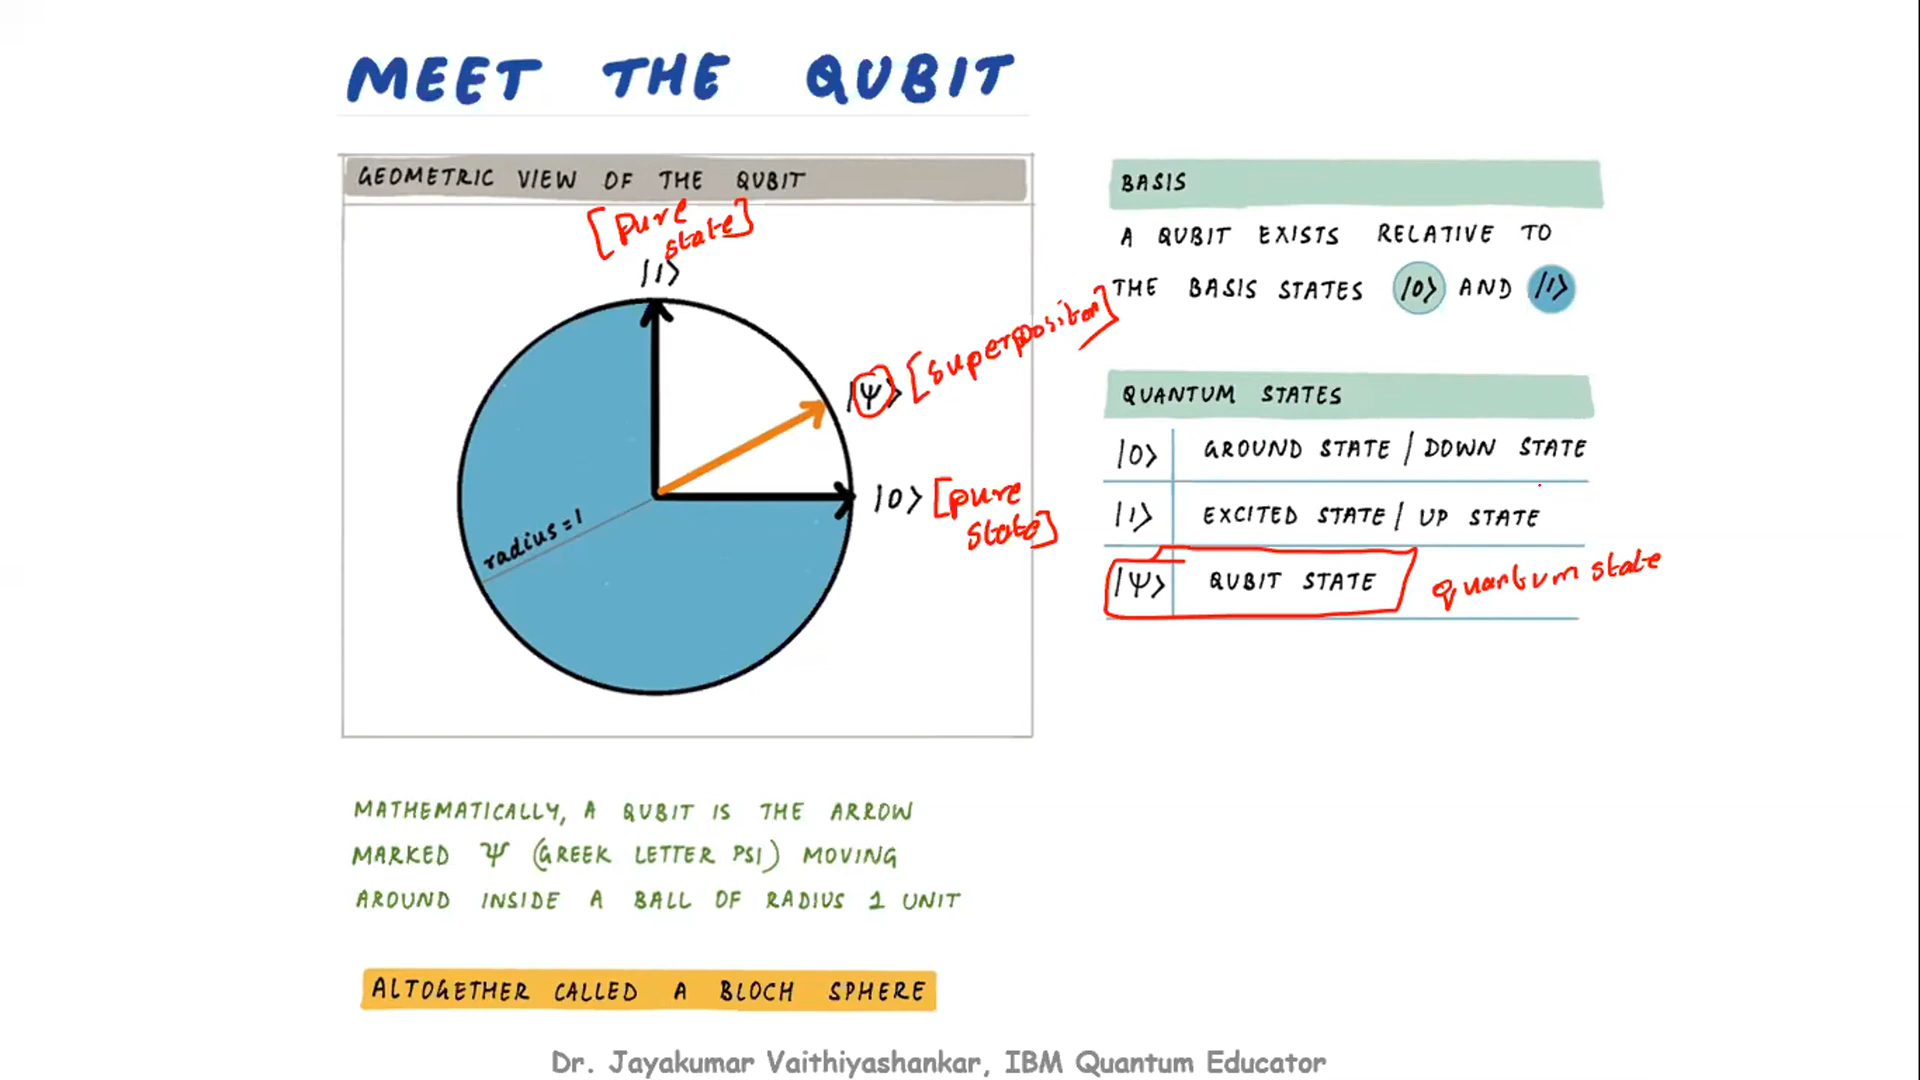 MEET THE QUBIT
GEOMETRIC VIEW OF THE QUBIT
[pure
state]
|1>
|Ψ> [superpositon]
|0> [pure
state]
radius=1
MATHEMATICALLY, A QUBIT IS THE ARROW
MARKED Ψ (GREEK LETTER PSI) MOVING
AROUND INSIDE A BALL OF RADIUS 1 UNIT
ALTOGETHER CALLED A BLOCH SPHERE
BASIS
A QUBIT EXISTS RELATIVE TO
THE BASIS STATES |0> AND |1>
QUANTUM STATES
|0> GROUND STATE / DOWN STATE
|1> EXCITED STATE / UP STATE
|Ψ> QUBIT STATE quantum state
Dr. Jayakumar Vaithiyashankar, IBM Quantum Educator